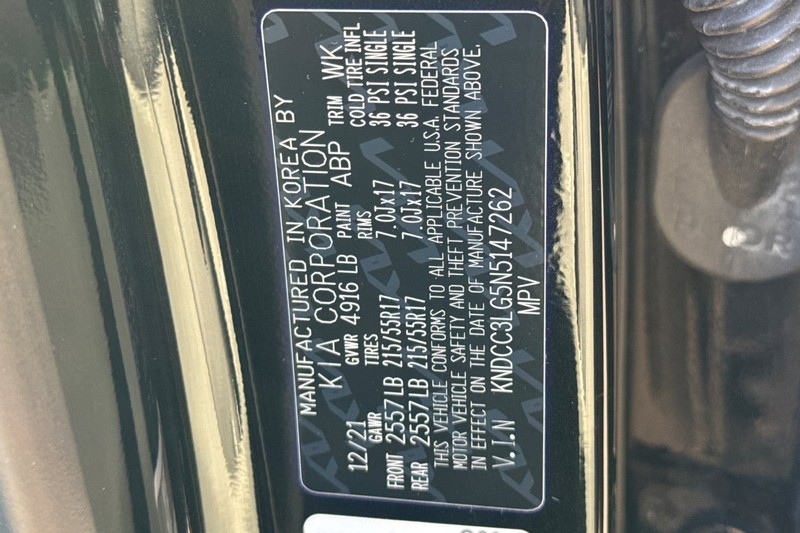 MANUFACTURED IN KOREA BY
KIA CORPORATION
12/21 GVWR 4916 LB PAINT ABP TRIM WK
GAWR TIRES RIMS COLD TIRE INFL
FRONT 2557LB 215/55R17 7.0Jx17 36 PSI SINGLE
REAR 2557LB 215/55R17 7.0Jx17 36 PSI SINGLE
THIS VEHICLE CONFORMS TO ALL APPLICABLE U.S.A. FEDERAL
MOTOR VEHICLE SAFETY AND THEFT PREVENTION STANDARDS
IN EFFECT ON THE DATE OF MANUFACTURE SHOWN ABOVE.
V.I.N KNDCC3LG5N5147262
MPV